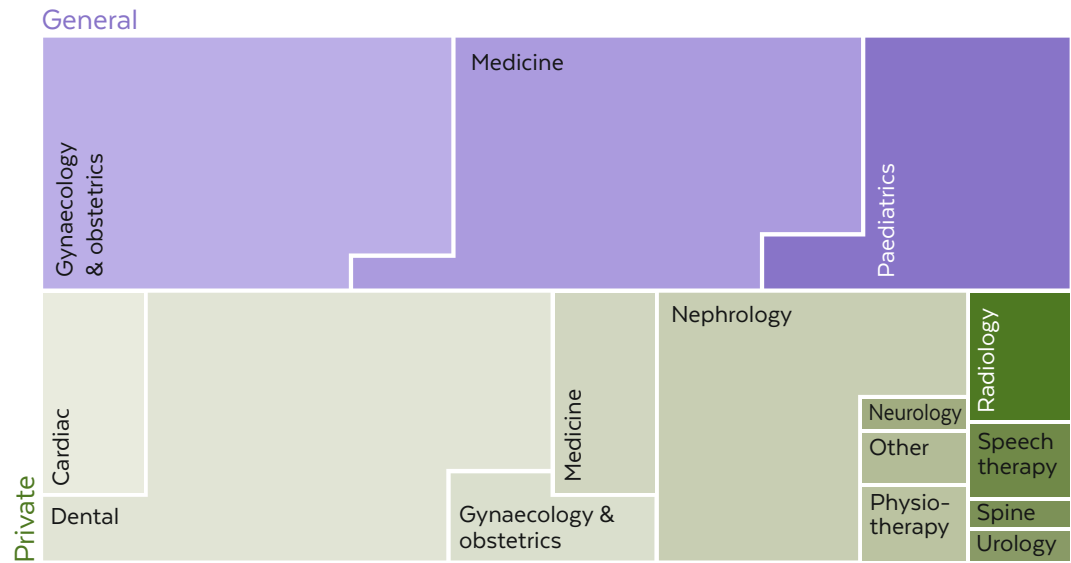 General
Gynaecology
& obstetrics
Medicine
Paediatrics
Private
Cardiac
Dental
Gynaecology &
obstetrics
Medicine
Nephrology
Neurology
Other
Physio-
therapy
Radiology
Speech
therapy
Spine
Urology